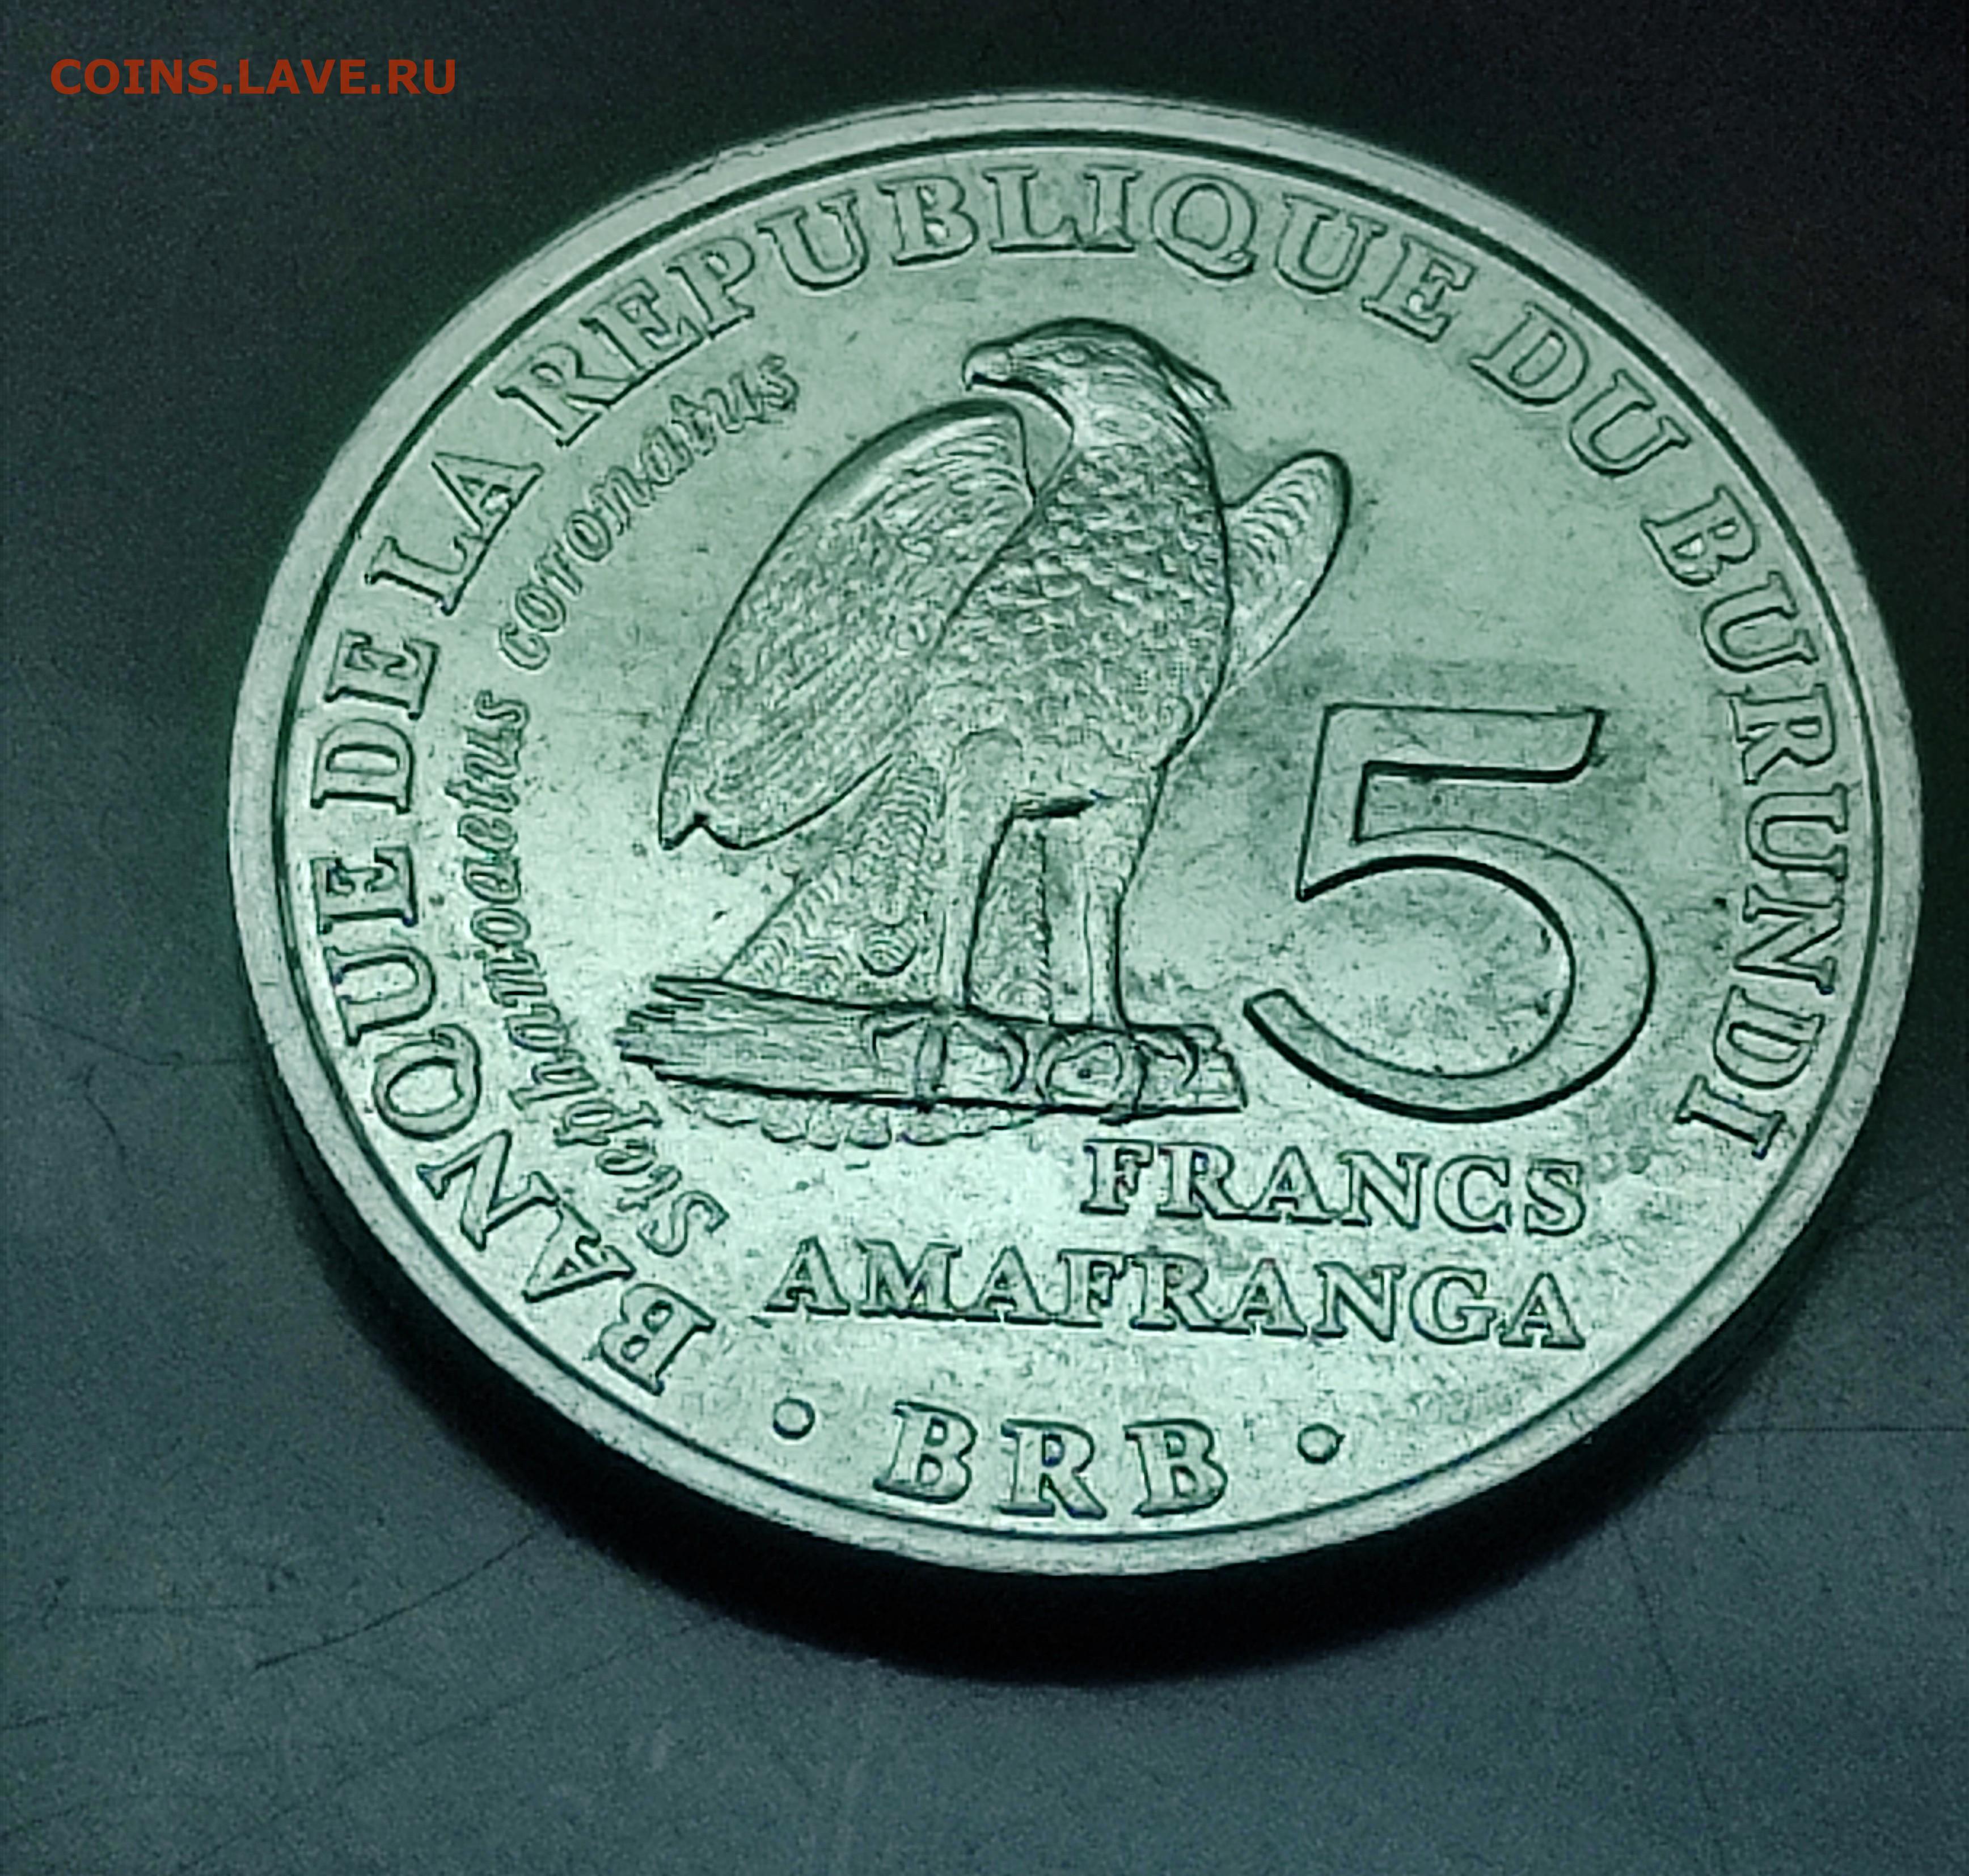 COINS.LAVE.RU
BANQUE DE LA REPUBLIQUE DU BURUNDI
Stephanoaetus coronatus
5
FRANCS
AMAFRANGA
• BRB •